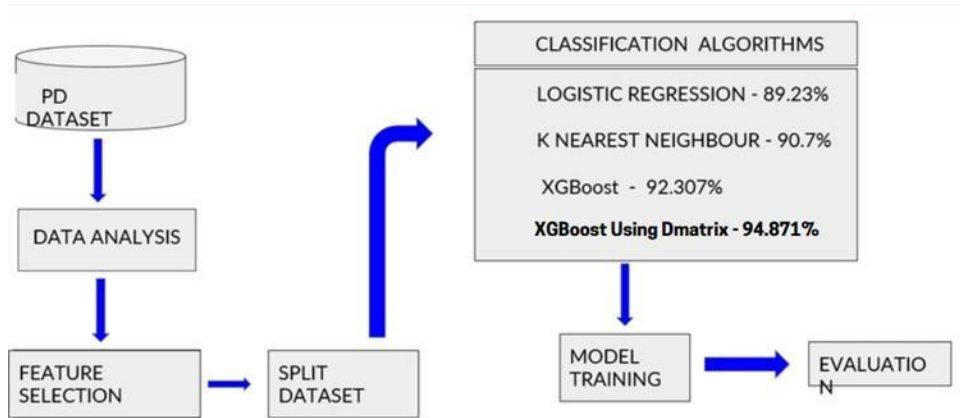 PD
DATASET
DATA ANALYSIS
FEATURE
SELECTION
SPLIT
DATASET
CLASSIFICATION ALGORITHMS
LOGISTIC REGRESSION - 89.23%
K NEAREST NEIGHBOUR - 90.7%
XGBoost - 92.307%
XGBoost Using Dmatrix - 94.871%
MODEL
TRAINING
EVALUATIO
N